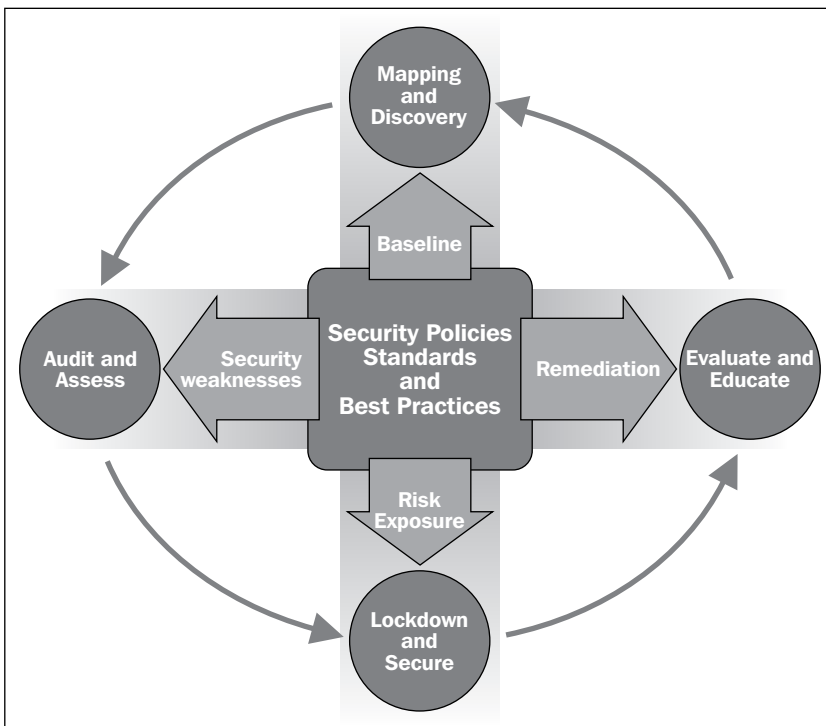 Mapping
and
Discovery
Baseline
Audit and
Assess
Security
weaknesses
Security Policies
Standards
and
Best Practices
Remediation
Evaluate and
Educate
Risk
Exposure
Lockdown
and
Secure